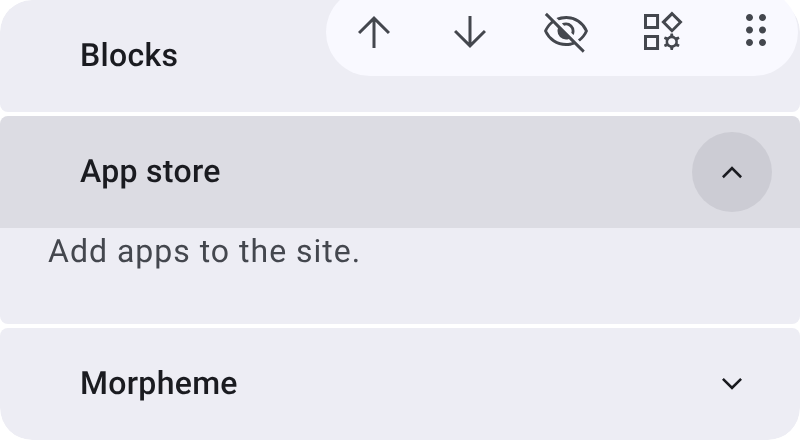 Blocks
App store
Add apps to the site.
Morpheme